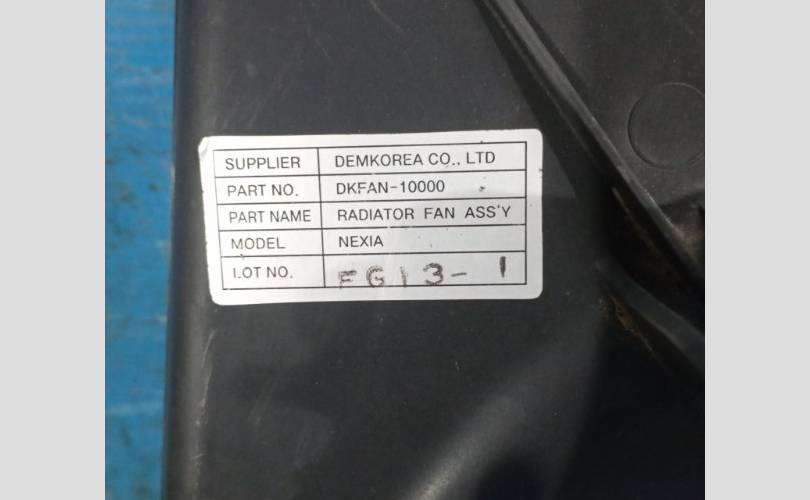 SUPPLIER DEMKOREA CO., LTD
PART NO. DKFAN-10000
PART NAME RADIATOR FAN ASS'Y
MODEL NEXIA
LOT NO. FG13-1